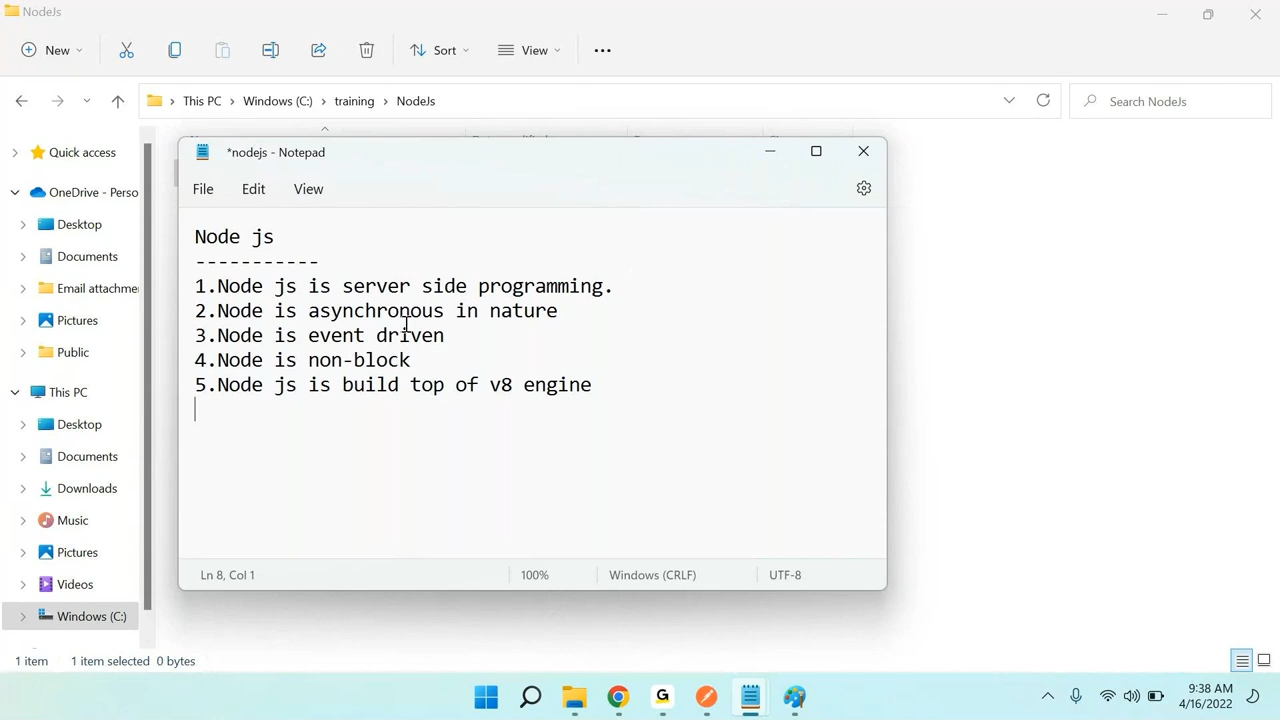 NodeJs
New
Sort
View
This PC
Windows (C:)
training
NodeJs
Search NodeJs
Quick access
OneDrive - Perso
Desktop
Documents
Email attachme
Pictures
Public
This PC
Desktop
Documents
Downloads
Music
Pictures
Videos
Windows (C:)
*nodejs - Notepad
File Edit View
Node js
-----------
1.Node js is server side programming.
2.Node is asynchronous in nature
3.Node is event driven
4.Node is non-block
5.Node js is build top of v8 engine
Ln 8, Col 1
100%
Windows (CRLF)
UTF-8
1 item 1 item selected 0 bytes
G
9:38 AM
4/16/2022